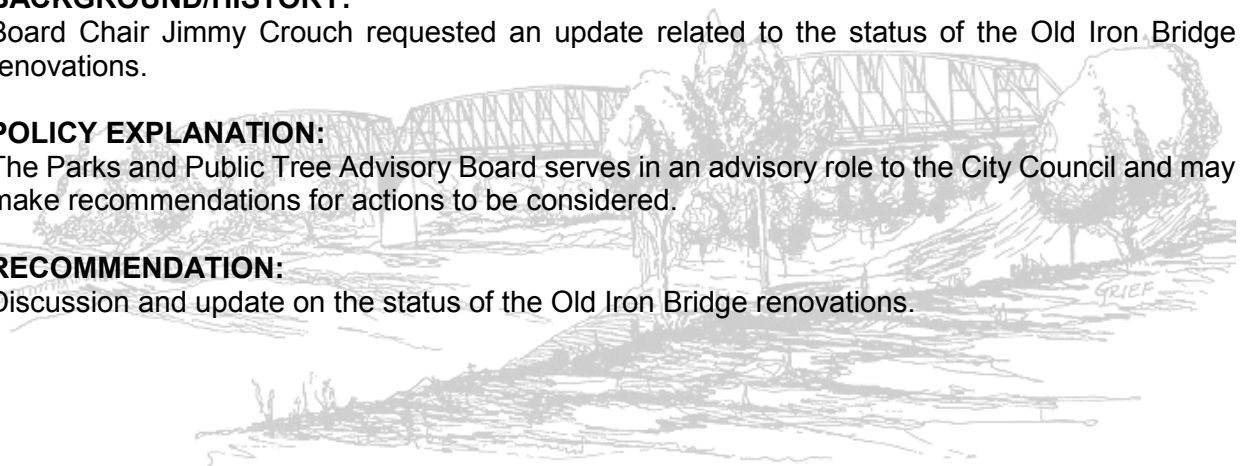 BACKGROUND/HISTORY:
Board Chair Jimmy Crouch requested an update related to the status of the Old Iron Bridge
renovations.
POLICY EXPLANATION:
The Parks and Public Tree Advisory Board serves in an advisory role to the City Council and may
make recommendations for actions to be considered.
RECOMMENDATION:
Discussion and update on the status of the Old Iron Bridge renovations.
GRIEF